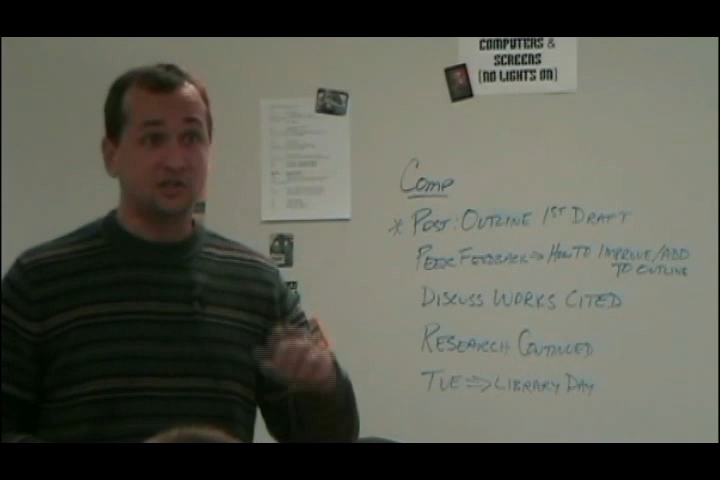 COMPUTERS &
SCREENS
(NO LIGHTS ON)
COMP
* POST: OUTLINE 1ST DRAFT
PEER FEEDBACK ⇒ HOW TO IMPROVE/ADD
TO OUTLINE
DISCUSS WORKS CITED
RESEARCH CONTINUED
TUE ⇒ LIBRARY DAY